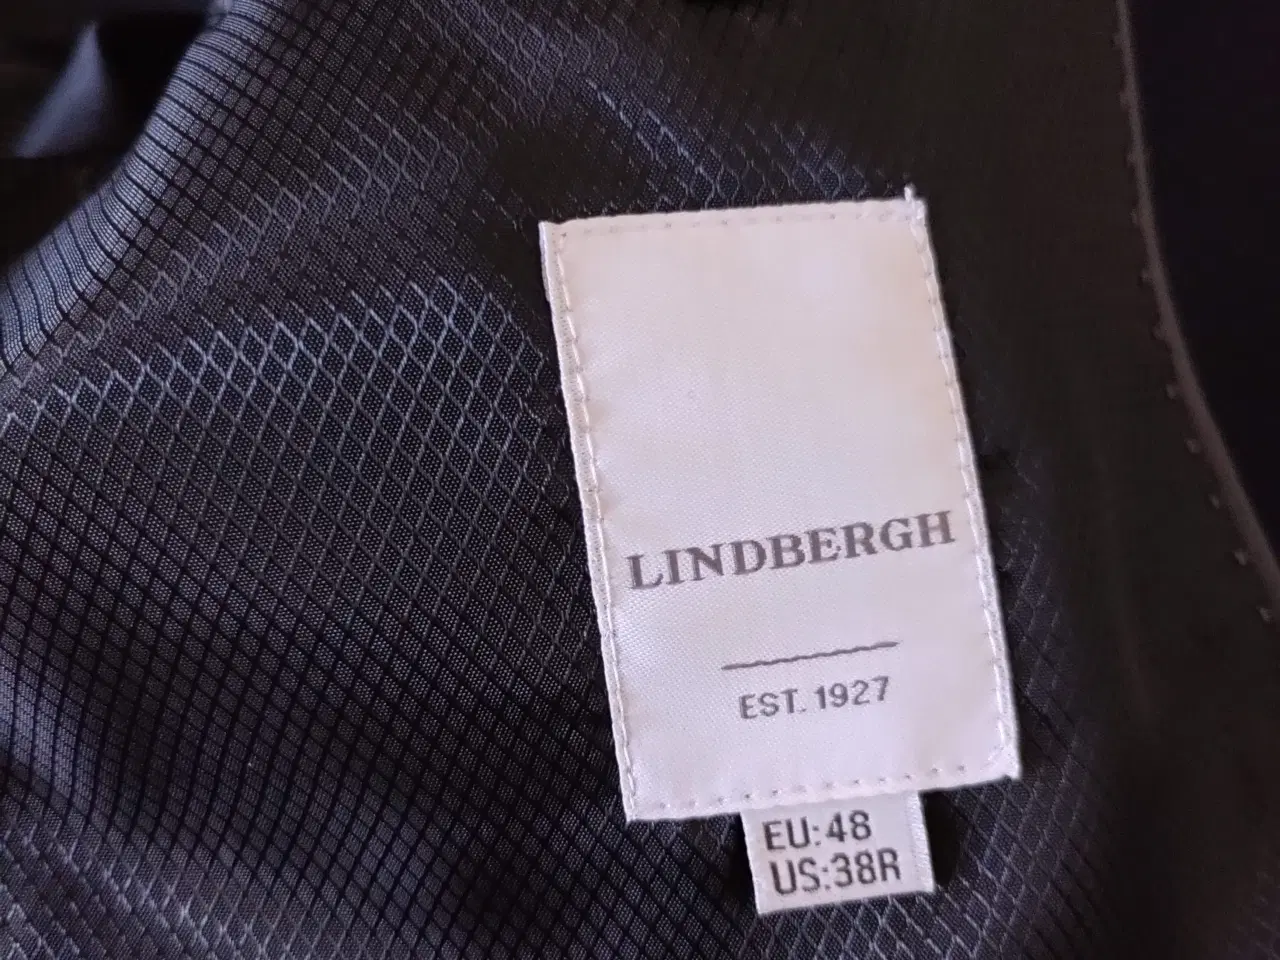 LINDBERGH
EST. 1927
EU:48
US:38R